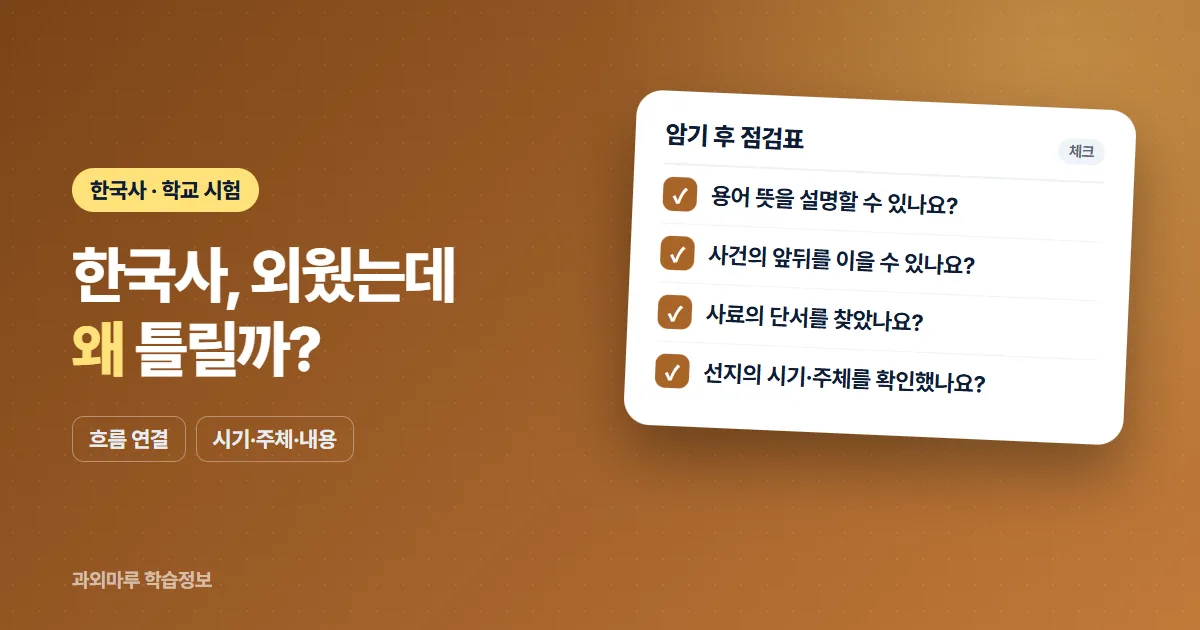 한국사 · 학교 시험
한국사, 외웠는데
왜 틀릴까?
흐름 연결
시기·주체·내용
과외마루 학습정보
암기 후 점검표
체크
용어 뜻을 설명할 수 있나요?
사건의 앞뒤를 이을 수 있나요?
사료의 단서를 찾았나요?
선지의 시기·주체를 확인했나요?